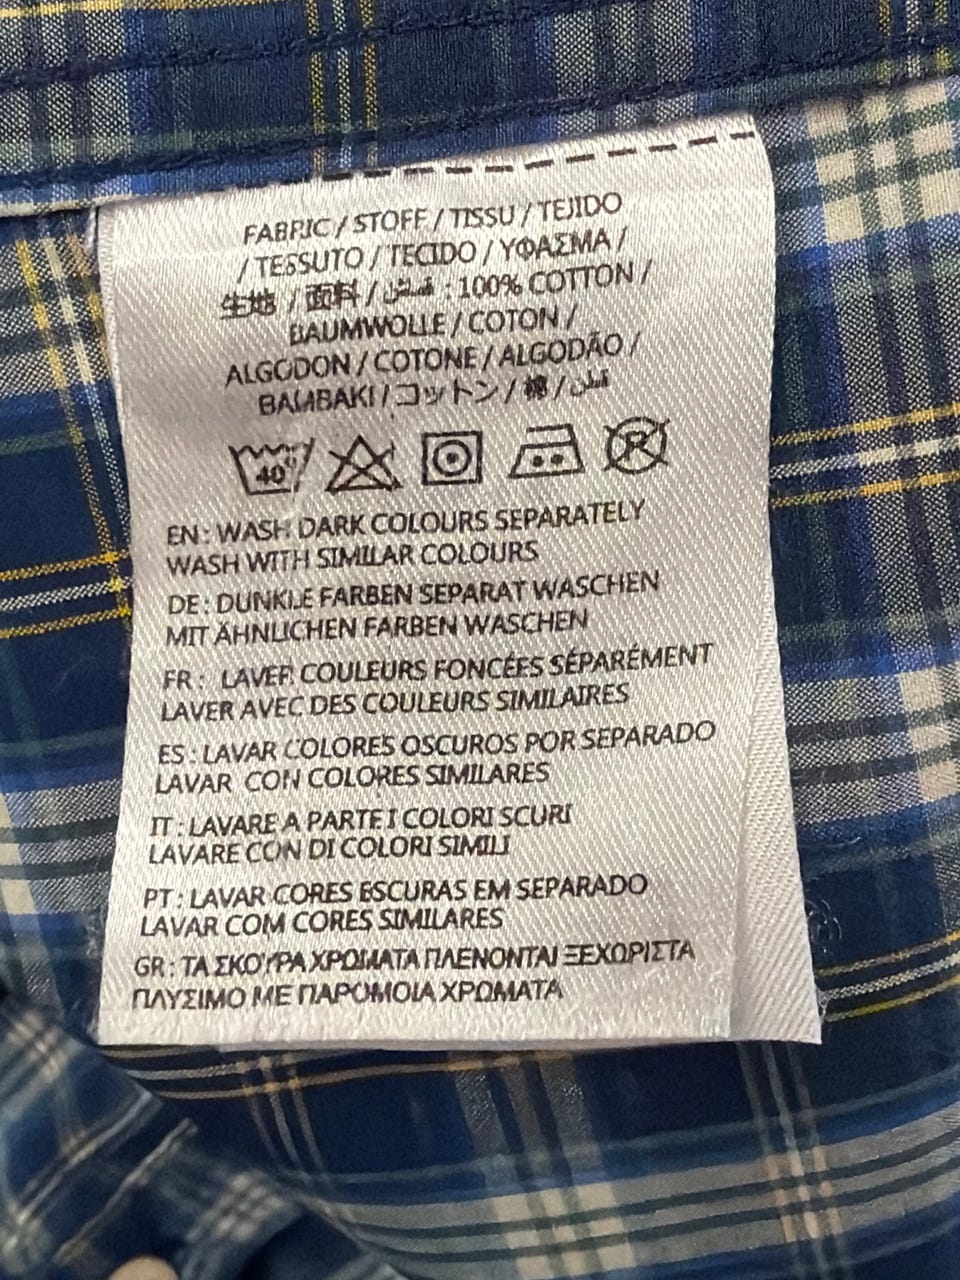 FABRIC / STOFF / TISSU / TEJIDO
/ TESSUTO / TECIDO / ΥΦΑΣΜΑ /
生地 / 面料 / قماش : 100% COTTON /
BAUMWOLLE / COTON /
ALGODON / COTONE / ALGODÃO /
BAMBAKI / コットン / 棉 / قطن
40° R
EN : WASH DARK COLOURS SEPARATELY
WASH WITH SIMILAR COLOURS
DE : DUNKLE FARBEN SEPARAT WASCHEN
MIT ÄHNLICHEN FARBEN WASCHEN
FR : LAVER COULEURS FONCÉES SÉPARÉMENT
LAVER AVEC DES COULEURS SIMILAIRES
ES : LAVAR COLORES OSCUROS POR SEPARADO
LAVAR CON COLORES SIMILARES
IT : LAVARE A PARTE I COLORI SCURI
LAVARE CON DI COLORI SIMILI
PT : LAVAR CORES ESCURAS EM SEPARADO
LAVAR COM CORES SIMILARES
GR : ΤΑ ΣΚΟΥΡΑ ΧΡΩΜΑΤΑ ΠΛΕΝΟΝΤΑΙ ΞΕΧΩΡΙΣΤΑ
ΠΛΥΣΙΜΟ ΜΕ ΠΑΡΟΜΟΙΑ ΧΡΩΜΑΤΑ